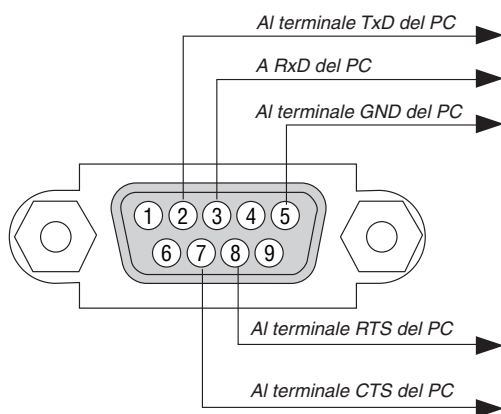 Al terminale TxD del PC
A RxD del PC
Al terminale GND del PC
1 2 3 4 5
6 7 8 9
Al terminale RTS del PC
Al terminale CTS del PC